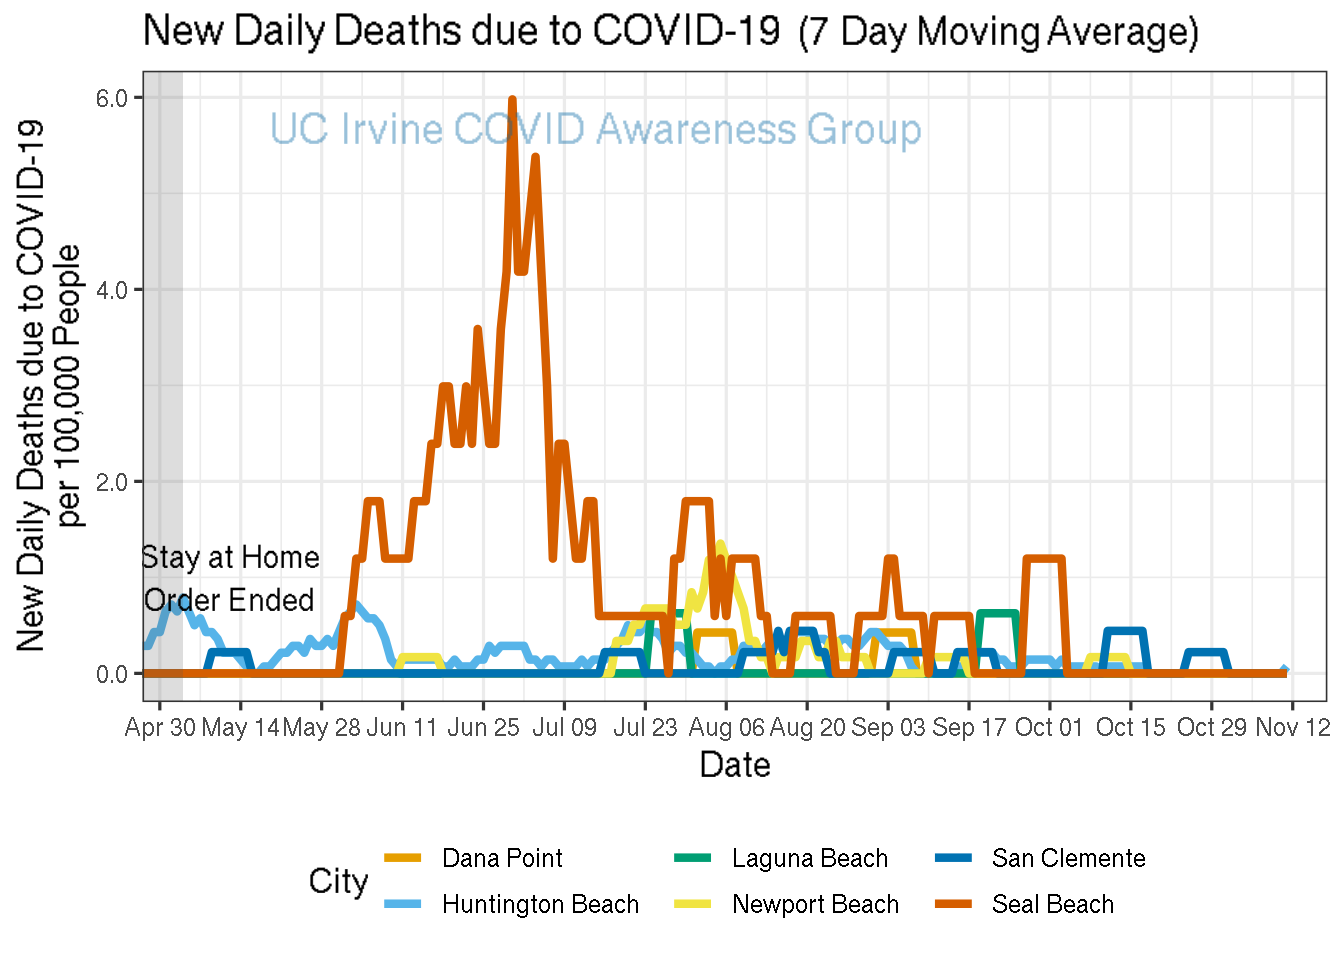 New Daily Deaths due to COVID-19 (7 Day Moving Average)
UC Irvine COVID Awareness Group
New Daily Deaths due to COVID-19
per 100,000 People
6.0
4.0
2.0
0.0
Stay at Home
Order Ended
Apr 30 May 14 May 28 Jun 11 Jun 25 Jul 09 Jul 23 Aug 06 Aug 20 Sep 03 Sep 17 Oct 01 Oct 15 Oct 29 Nov 12
Date
City
Dana Point Laguna Beach San Clemente
Huntington Beach Newport Beach Seal Beach